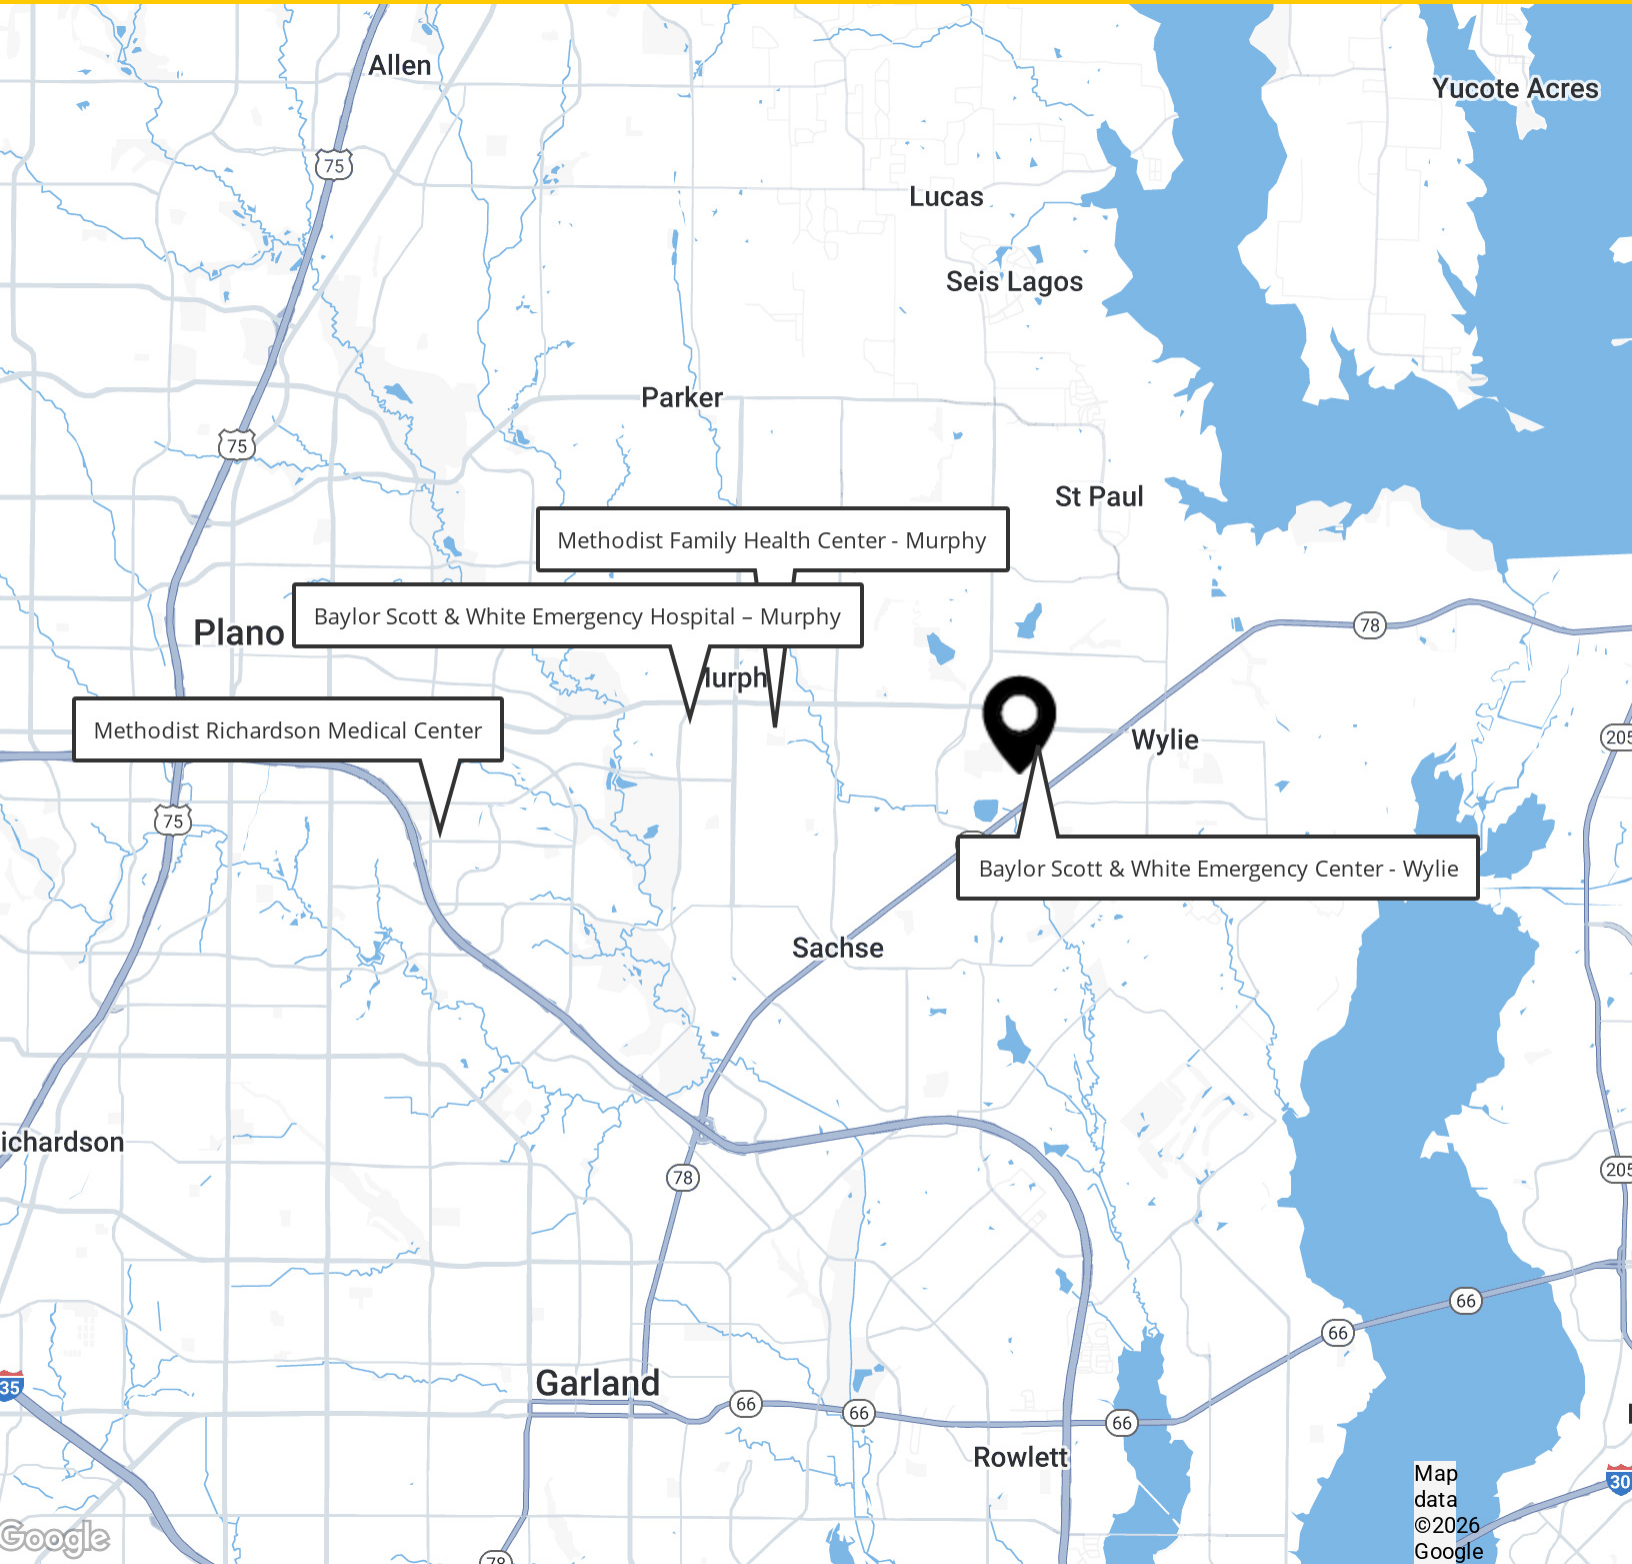 Allen
Yucote Acres
75
Lucas
Seis Lagos
Parker
75
St Paul
Methodist Family Health Center - Murphy
Baylor Scott & White Emergency Hospital – Murphy
Plano
78
Methodist Richardson Medical Center
Wylie
205
75
Baylor Scott & White Emergency Center - Wylie
Sachse
ichardson
78
205
66
66
35
Garland
66
66
66
Rowlett
Map
data
©2026
Google
30
Google
78